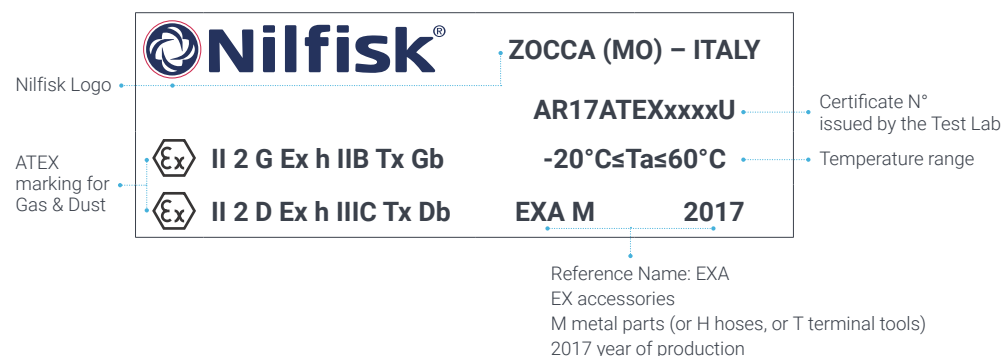 Nilfisk®
ZOCCA (MO) – ITALY
Nilfisk Logo
AR17ATEXxxxxU
Certificate N°
issued by the Test Lab
ATEX
marking for
Gas & Dust
Ex II 2 G Ex h IIB Tx Gb
-20°C≤Ta≤60°C
Temperature range
Ex II 2 D Ex h IIIC Tx Db
EXA M 2017
Reference Name: EXA
EX accessories
M metal parts (or H hoses, or T terminal tools)
2017 year of production